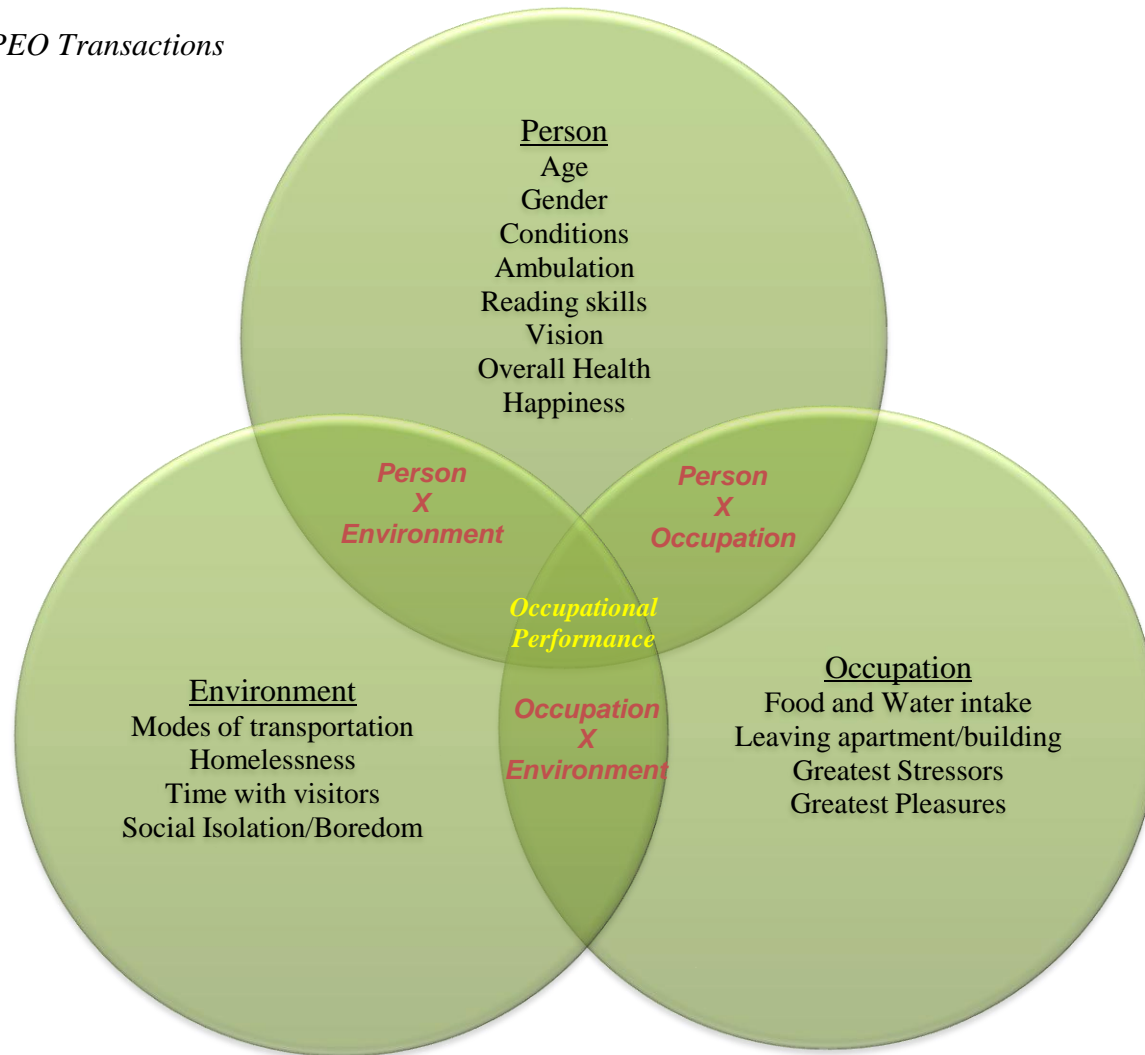 PEO Transactions
Person
Age
Gender
Conditions
Ambulation
Reading skills
Vision
Overall Health
Happiness
Person
X
Environment
Person
X
Occupation
Occupational
Performance
Environment
Modes of transportation
Homelessness
Time with visitors
Social Isolation/Boredom
Occupation
X
Environment
Occupation
Food and Water intake
Leaving apartment/building
Greatest Stressors
Greatest Pleasures